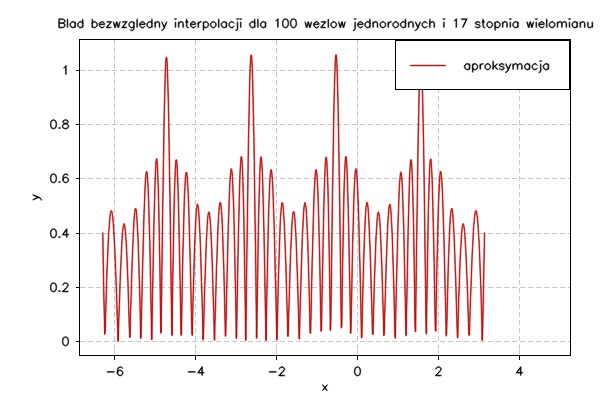 Blad bezwzgledny interpolacji dla 100 wezlow jednorodnych i 17 stopnia wielomianu
aproksymacja
1
0.8
0.6
y
0.4
0.2
0
−6 −4 −2 0 2 4
x